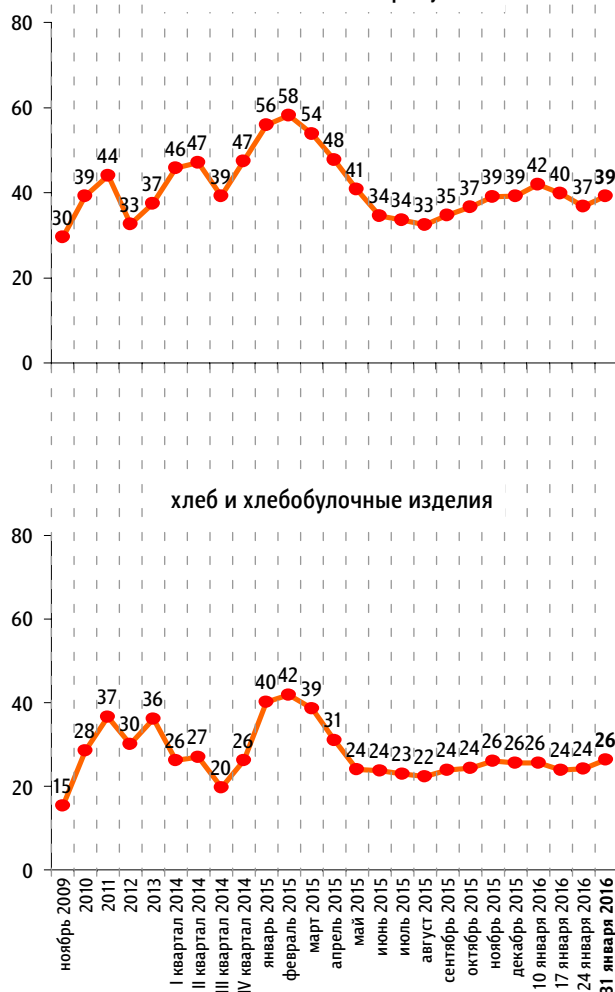 80
60
40
20
0
30
39
44
33
37
46
47
39
47
56
58
54
48
41
34
34
33
35
37
39
39
42
40
37
39
хлеб и хлебобулочные изделия
80
60
40
20
0
15
28
37
30
36
26
27
20
26
40
42
39
31
24
24
23
22
24
24
26
26
26
24
24
26
ноябрь 2009
2010
2011
2012
2013
I квартал 2014
II квартал 2014
III квартал 2014
IV квартал 2014
январь 2015
февраль 2015
март 2015
апрель 2015
май 2015
июнь 2015
июль 2015
август 2015
сентябрь 2015
октябрь 2015
ноябрь 2015
декабрь 2015
10 января 2016
17 января 2016
24 января 2016
31 января 2016